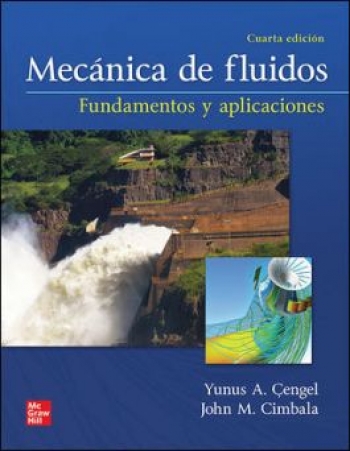 Cuarta edición
Mecánica de fluidos
Fundamentos y aplicaciones
Yunus A. Çengel
John M. Cimbala
Mc
Graw
Hill